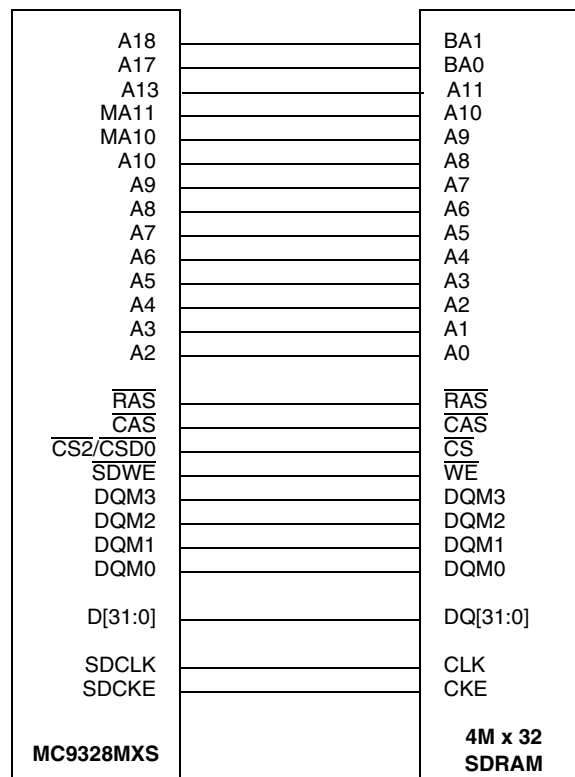 A18 BA1
A17 BA0
A13 A11
MA11 A10
MA10 A9
A10 A8
A9 A7
A8 A6
A7 A5
A6 A4
A5 A3
A4 A2
A3 A1
A2 A0
RAS RAS
CAS CAS
CS2/CSD0 CS
SDWE WE
DQM3 DQM3
DQM2 DQM2
DQM1 DQM1
DQM0 DQM0
D[31:0] DQ[31:0]
SDCLK CLK
SDCKE CKE
MC9328MXS
4M x 32
SDRAM